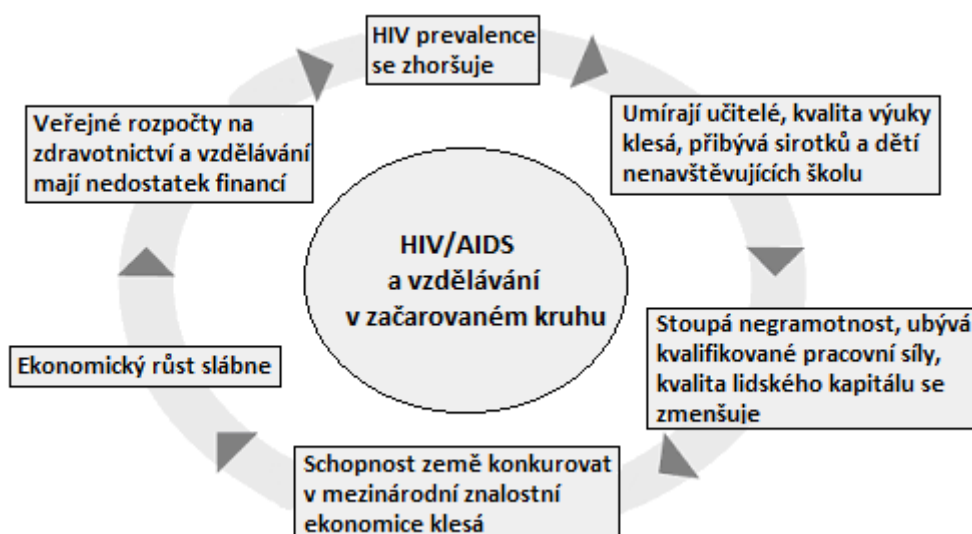 HIV prevalence
se zhoršuje
Umírají učitelé, kvalita výuky
klesá, přibývá sirotků a dětí
nenavštěvujících školu
Stoupá negramotnost, ubývá
kvalifikované pracovní síly,
kvalita lidského kapitálu se
zmenšuje
Schopnost země konkurovat
v mezinárodní znalostní
ekonomice klesá
Ekonomický růst slábne
Veřejné rozpočty na
zdravotnictví a vzdělávání
mají nedostatek financí
HIV/AIDS
a vzdělávání
v začarovaném kruhu